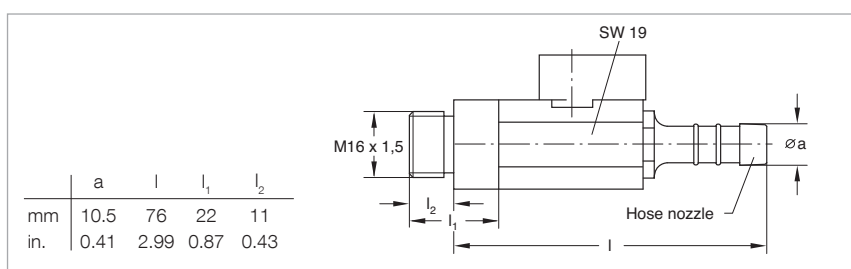 SW 19
M16 x 1,5
⌀a
l₂
l₁
Hose nozzle
l
a l l₁ l₂
mm 10.5 76 22 11
in. 0.41 2.99 0.87 0.43